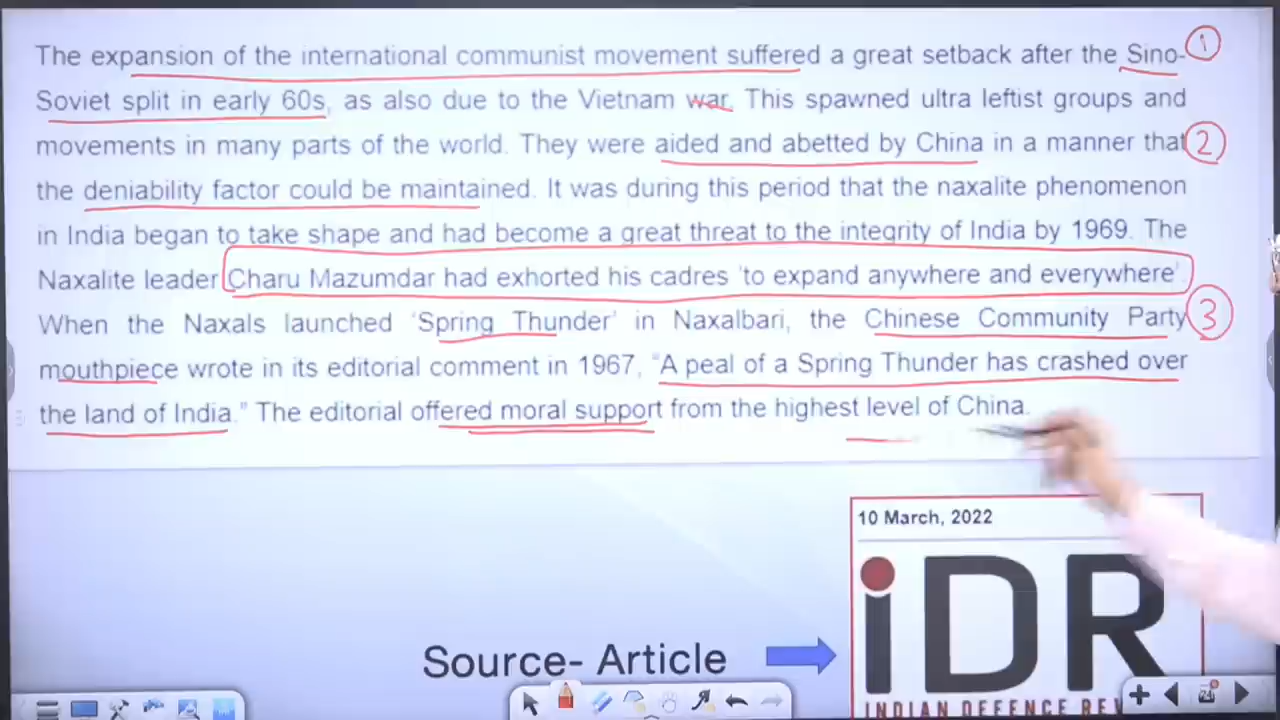 The expansion of the international communist movement suffered a great setback after the Sino-
Soviet split in early 60s, as also due to the Vietnam war. This spawned ultra leftist groups and
movements in many parts of the world. They were aided and abetted by China in a manner that
the deniability factor could be maintained. It was during this period that the naxalite phenomenon
in India began to take shape and had become a great threat to the integrity of India by 1969. The
Naxalite leader Charu Mazumdar had exhorted his cadres 'to expand anywhere and everywhere'.
When the Naxals launched 'Spring Thunder' in Naxalbari, the Chinese Community Party
mouthpiece wrote in its editorial comment in 1967, "A peal of a Spring Thunder has crashed over
the land of India." The editorial offered moral support from the highest level of China.
1
2
3
10 March, 2022
iDR
INDIAN DEFENCE REV
Source- Article
24